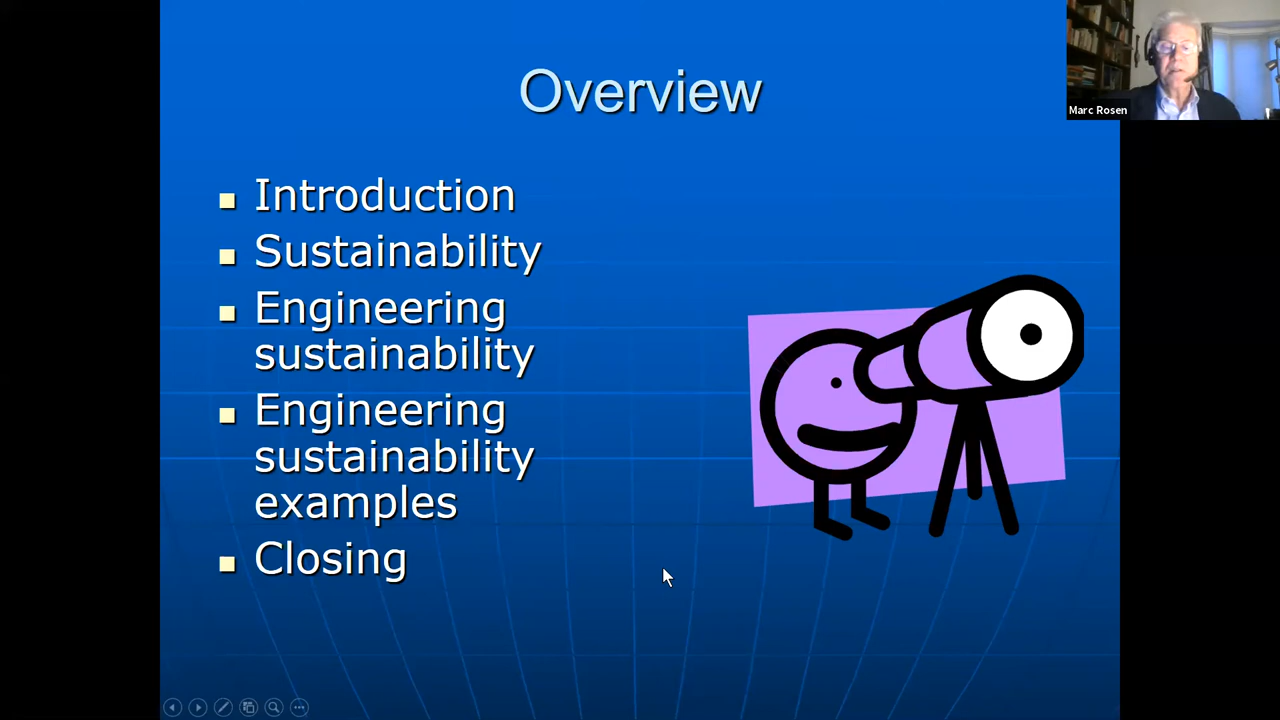 Overview
Introduction
Sustainability
Engineering
sustainability
Engineering
sustainability
examples
Closing
Marc Rosen